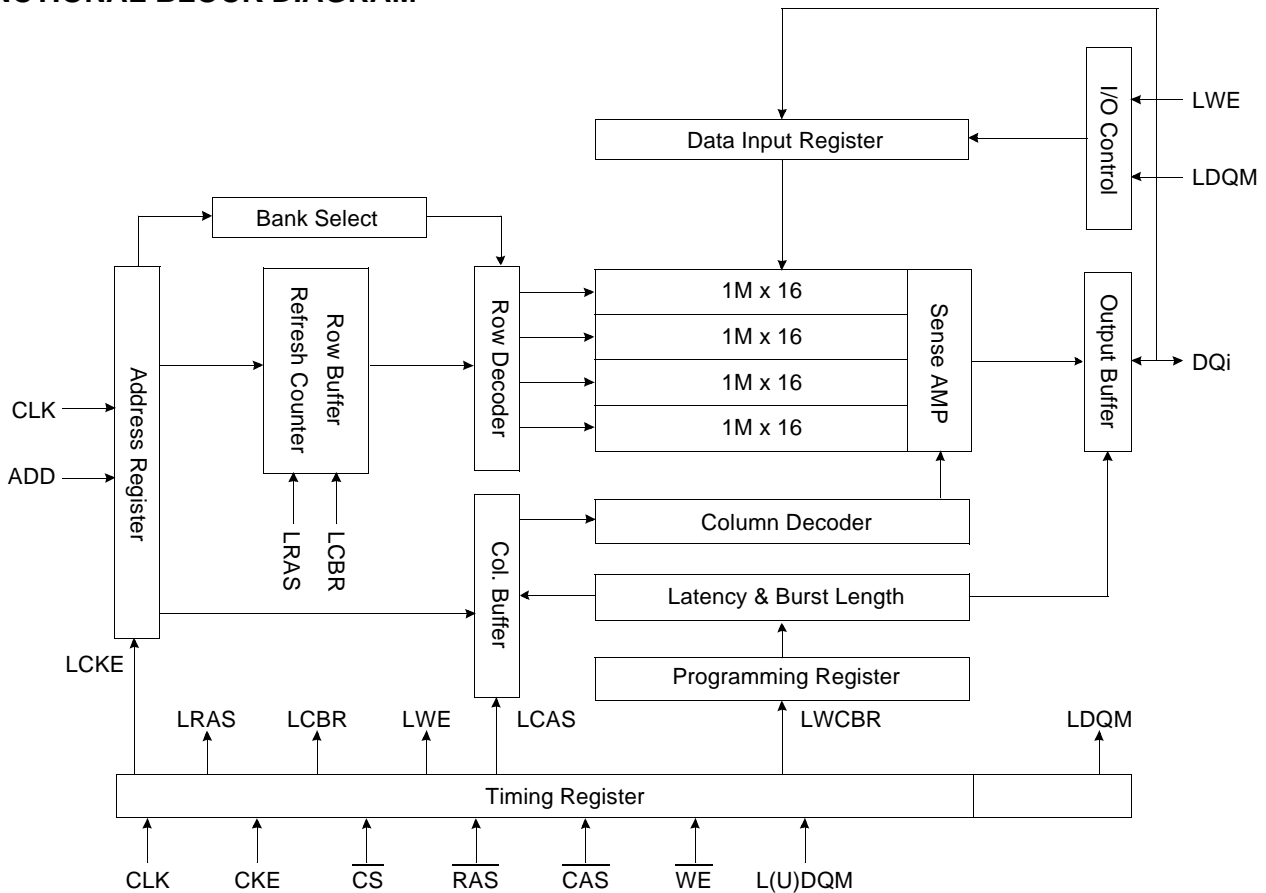 I/O Control
LWE
LDQM
Data Input Register
Bank Select
Address Register
CLK
ADD
Refresh Counter
Row Buffer
LRAS
LCBR
Row Decoder
1M x 16
1M x 16
1M x 16
1M x 16
Sense AMP
Output Buffer
DQi
Col. Buffer
Column Decoder
Latency & Burst Length
Programming Register
LCKE
LRAS
LCBR
LWE
LCAS
LWCBR
LDQM
Timing Register
CLK
CKE
CS
RAS
CAS
WE
L(U)DQM